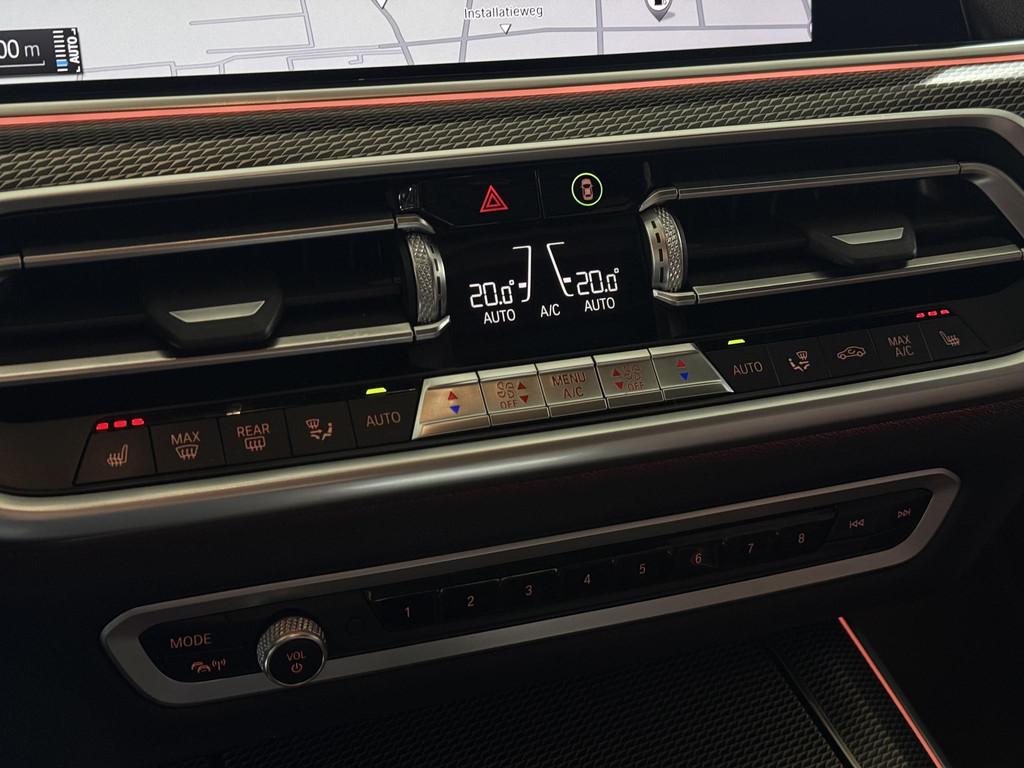 Installatieweg
00 m
AUTO
20.0° 20.0°
AUTO A/C AUTO
MAX
REAR
AUTO
OFF
MENU
A/C
OFF
AUTO
MAX
A/C
1 2 3 4 5 6 7 8
MODE
VOL